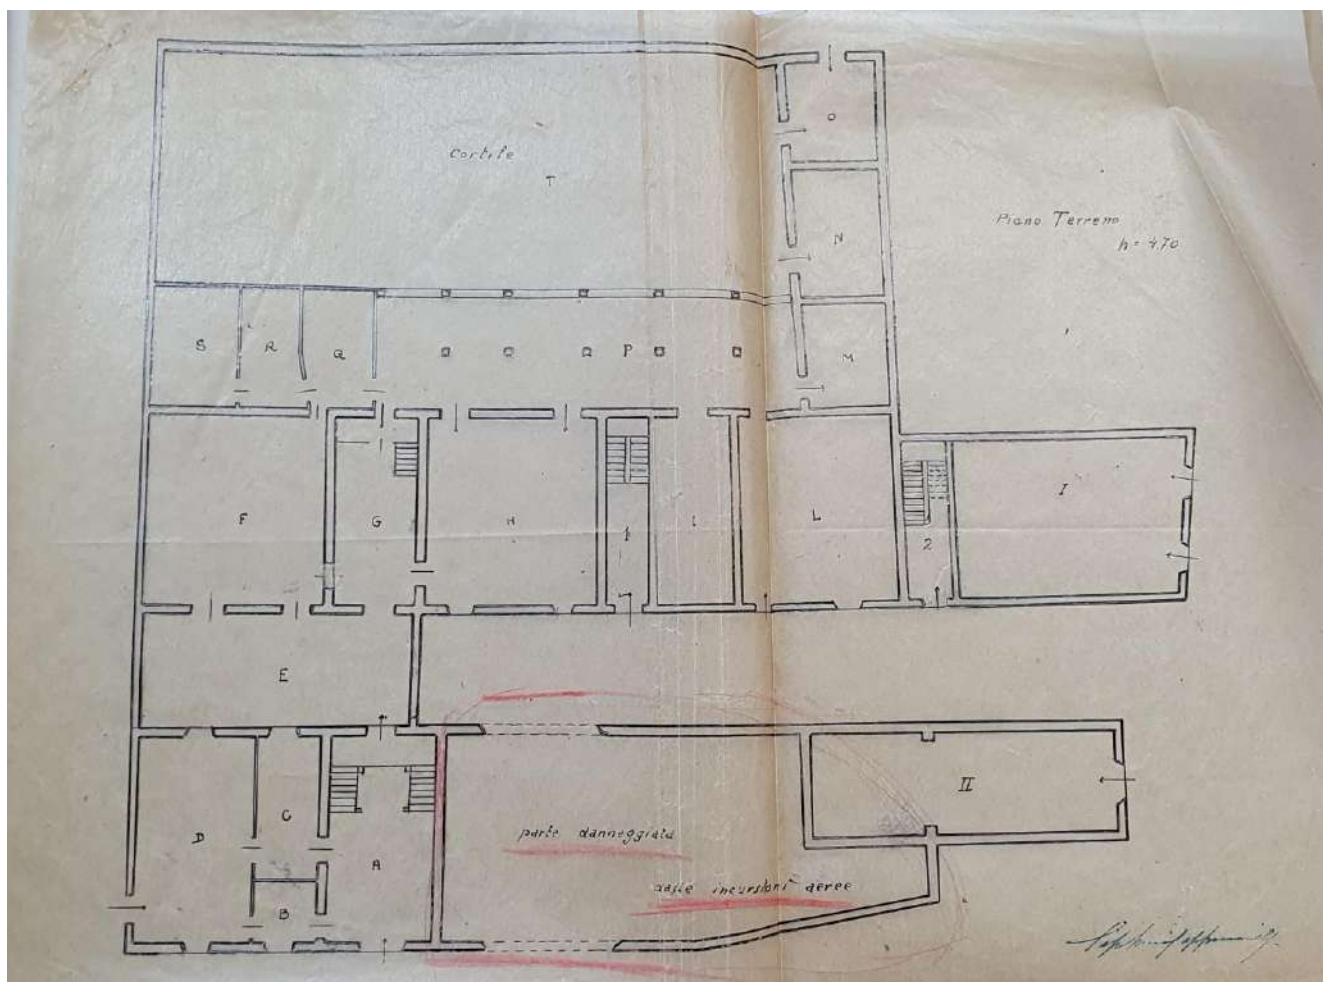 Cortile
T
O
Piano Terreno
h = 4.70
N
S
R
Q
P
M
F
G
H
1
I
L
2
I
E
II
D
C
A
B
parte danneggiata
dalle incursioni aeree